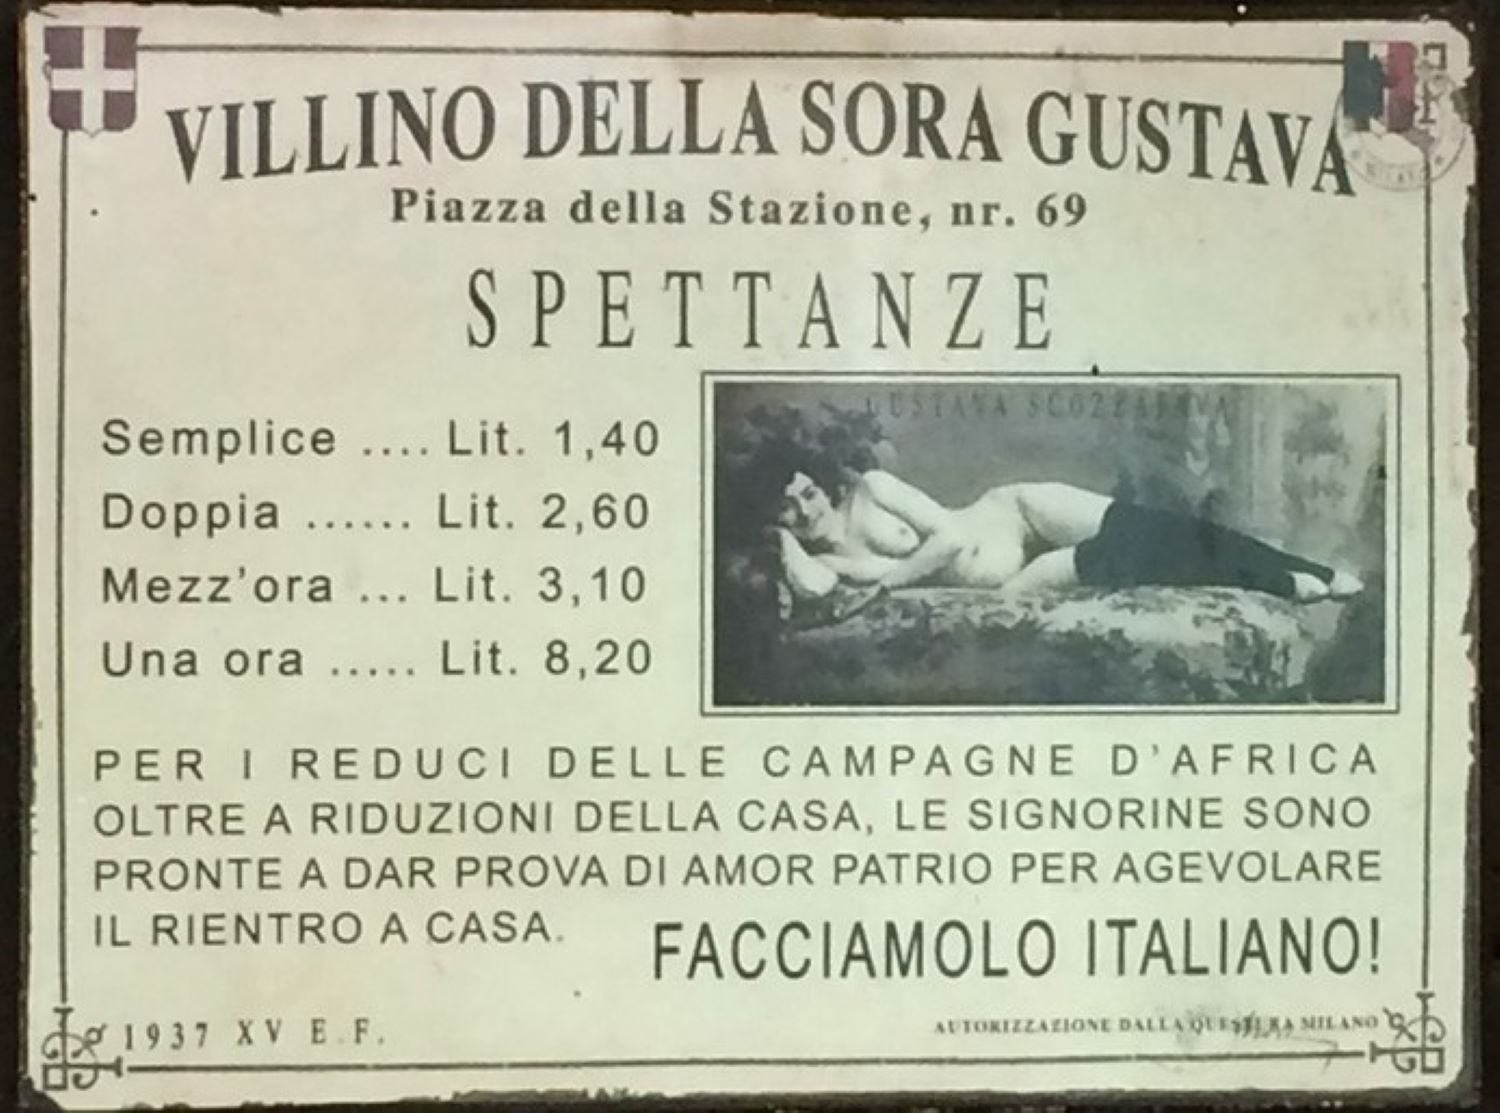 VILLINO DELLA SORA GUSTAVA
Piazza della Stazione, nr. 69
SPETTANZE
Semplice .... Lit. 1,40
Doppia ...... Lit. 2,60
Mezz'ora ... Lit. 3,10
Una ora ..... Lit. 8,20
PER I REDUCI DELLE CAMPAGNE D'AFRICA
OLTRE A RIDUZIONI DELLA CASA, LE SIGNORINE SONO
PRONTE A DAR PROVA DI AMOR PATRIO PER AGEVOLARE
IL RIENTRO A CASA.
FACCIAMOLO ITALIANO!
1937 XV E.F.
AUTORIZZAZIONE DALLA QUESTURA MILANO
GUSTAVA
MILANO